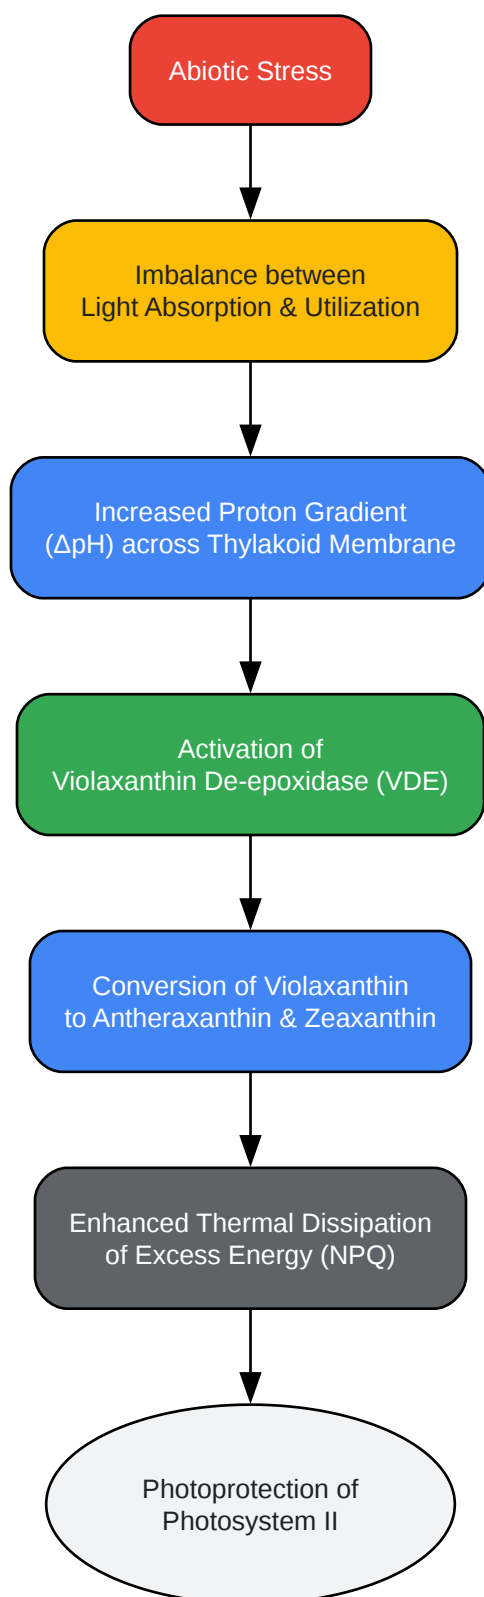 Abiotic Stress
Imbalance between
Light Absorption & Utilization
Increased Proton Gradient
(ΔpH) across Thylakoid Membrane
Activation of
Violaxanthin De-epoxidase (VDE)
Conversion of Violaxanthin
to Antheraxanthin & Zeaxanthin
Enhanced Thermal Dissipation
of Excess Energy (NPQ)
Photoprotection of
Photosystem II